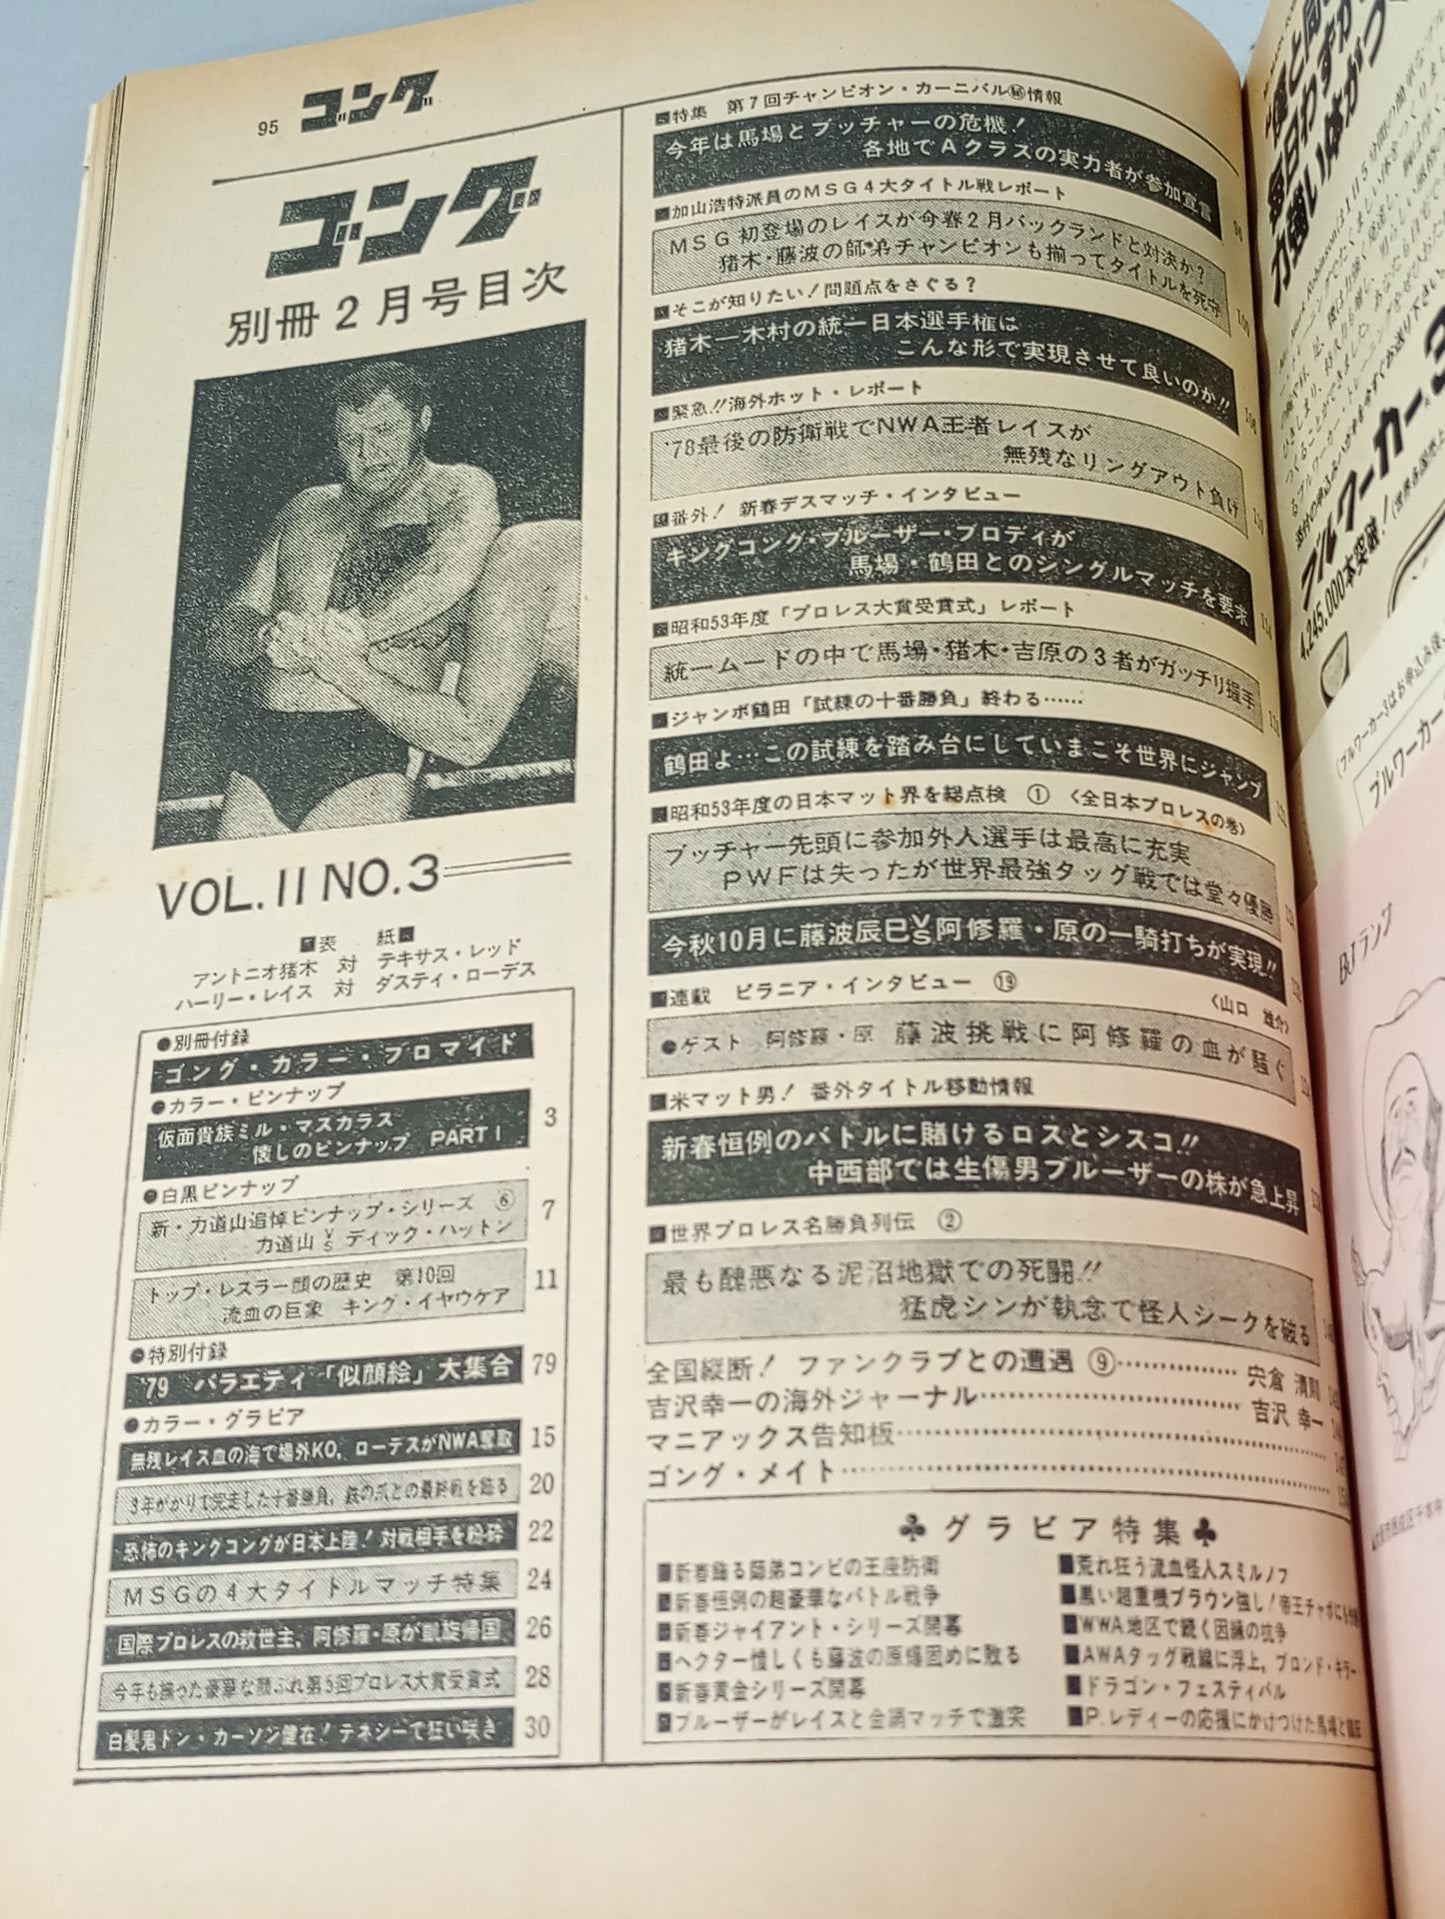 95 ゴング
ゴング
別冊2月号目次
VOL.11 NO.3
■表 紙■
アントニオ猪木 対 テキサス・レッド
ハーリー・レイス 対 ダスティ・ローデス
●別冊付録
ゴング・カラー・ブロマイド
●カラー・ピンナップ
仮面貴族ミル・マスカラス
懐しのピンナップ PART I
3
●白黒ピンナップ
新・力道山追悼ピンナップ・シリーズ ⑥
力道山 VS ディック・ハットン
7
トップ・レスラー顔の歴史 第10回
流血の巨象 キング・イヤウケア
11
●特別付録
'79 バラエティ「似顔絵」大集合 79
●カラー・グラビア
無残レイス血の海で場外KO。ローデスがNWA奪取 15
3年がかりで完走した十番勝負、鉄の爪との最終戦を飾る 20
恐怖のキングコングが日本上陸！対戦相手を粉砕 22
MSGの4大タイトルマッチ特集 24
国際プロレスの救世主、阿修羅・原が凱旋帰国 26
今年も揃った豪華な顔ぶれ第5回プロレス大賞受賞式 28
白髪鬼ドン・カーソン健在！テネシーで狂い咲き 30
■特集 第7回チャンピオン・カーニバル㊙情報
今年は馬場とブッチャーの危機！
各地でAクラスの実力者が参加宣言
■加山浩特派員のMSG4大タイトル戦レポート
MSG初登場のレイスが今春2月バックランドと対決か？
猪木・藤波の師弟チャンピオンも揃ってタイトルを死守
■そこが知りたい！問題点をさぐる？
猪木―木村の統一日本選手権は
こんな形で実現させて良いのか!!
■緊急!!海外ホット・レポート
'78最後の防衛戦でNWA王者レイスが
無残なリングアウト負け
■番外！新春デスマッチ・インタビュー
キングコング・ブルーザー・ブロディが
馬場・鶴田とのシングルマッチを要求
■昭和53年度「プロレス大賞受賞式」レポート
統一ムードの中で馬場・猪木・吉原の3者がガッチリ握手
■ジャンボ鶴田「試練の十番勝負」終わる……
鶴田よ…この試練を踏み台にしていまこそ世界にジャンプ
■昭和53年度の日本マット界を総点検 ① 〈全日本プロレスの巻〉
ブッチャー先頭に参加外人選手は最高に充実
PWFは失ったが世界最強タッグ戦では堂々優勝
今秋10月に藤波辰巳VS阿修羅・原の一騎打ちが実現!!
■連載 ピラニア・インタビュー ⑲ 〈山口 雄介〉
●ゲスト 阿修羅・原 藤波挑戦に阿修羅の血が騒ぐ
■米マット男！番外タイトル移動情報
新春恒例のバトルに賭けるロスとシスコ!!
中西部では生傷男ブルーザーの株が急上昇
■世界プロレス名勝負列伝 ②
最も醜悪なる泥沼地獄での死闘!!
猛虎シンが執念で怪人シークを破る
全国縦断！ファンクラブとの遭遇 ⑨……宍倉 清則
吉沢幸一の海外ジャーナル……吉沢 幸一
マニアックス告知板……
ゴング・メイト……
♣グラビア特集♣
■新春飾る師弟コンビの王座防衛
■新春恒例の超豪華なバトル戦争
■新春ジャイアント・シリーズ開幕
■ヘクター惜しくも藤波の原爆固めに散る
■新春黄金シリーズ開幕
■ブルーザーがレイスと金網マッチで激突
■荒れ狂う流血怪人スミルノフ
■黒い超重機ブラウン強し！帝王チャボにも
■WWA地区で続く因縁の抗争
■AWAタッグ戦線に浮上、ブロンド・キラー
■ドラゴン・フェスティバル
■P.レディーの応援にかけつけた馬場と鶴田
毎日わずか
力強い体がつ
ブルワーカー3
4,245,000本突破！
ブルワーカー
BJランク